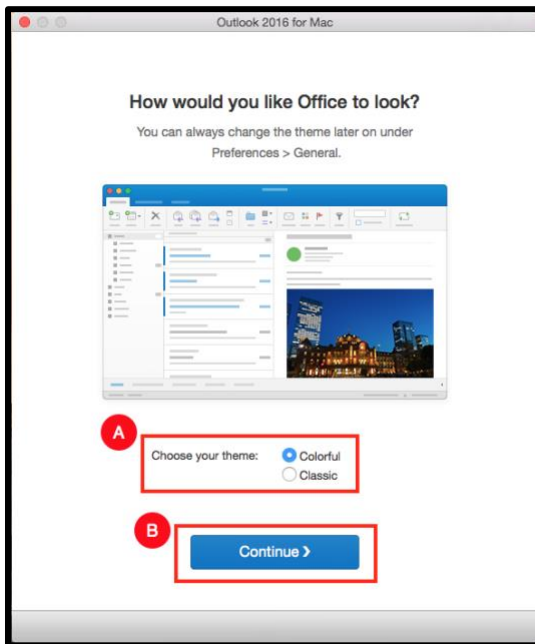 Outlook 2016 for Mac
How would you like Office to look?
You can always change the theme later on under
Preferences > General.
A
Choose your theme: Colorful
Classic
B
Continue ❯